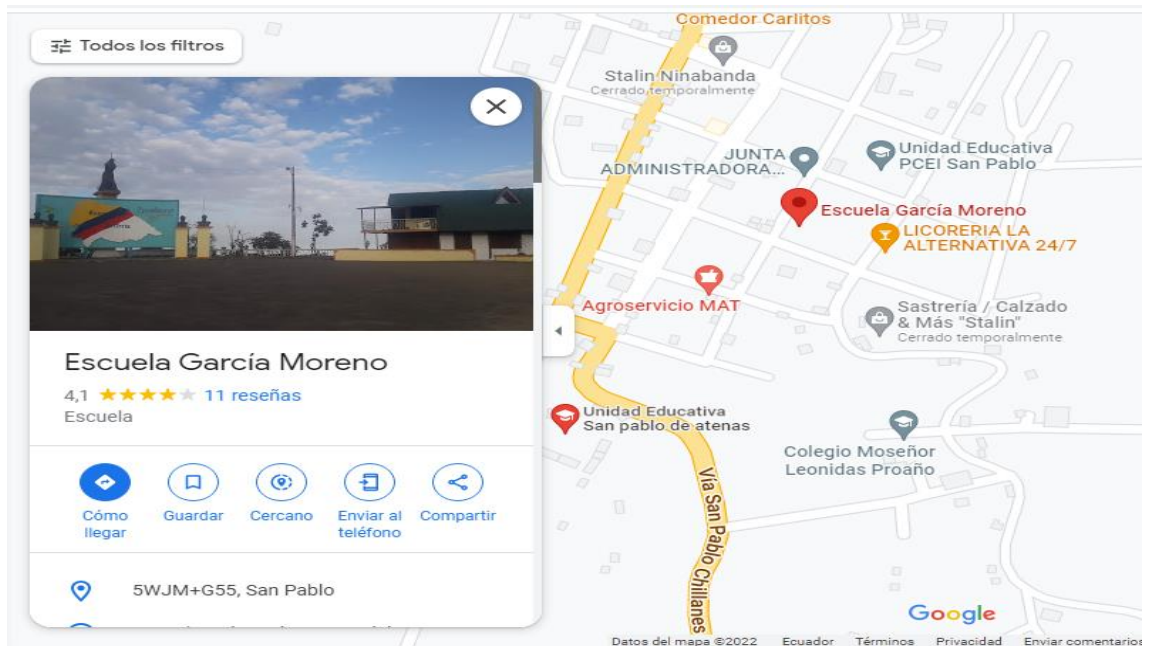 Todos los filtros
Escuela García Moreno
4,1
11 reseñas
Escuela
Cómo
llegar
Guardar
Cercano
Enviar al
teléfono
Compartir
5WJM+G55, San Pablo
Comedor Carlitos
Stalin Ninabanda
Cerrado temporalmente
JUNTA
ADMINISTRADORA...
Unidad Educativa
PCEI San Pablo
Escuela García Moreno
LICORERIA LA
ALTERNATIVA 24/7
Agroservicio MAT
Sastrería / Calzado
& Más "Stalin"
Cerrado temporalmente
Unidad Educativa
San pablo de atenas
Colegio Moseñor
Leonidas Proaño
Vía San Pablo Chillanes
Google
Datos del mapa ©2022 Ecuador Términos Privacidad Enviar comentarios